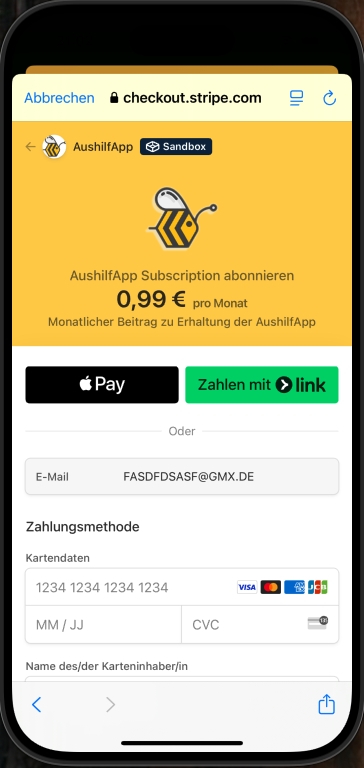 Abbrechen checkout.stripe.com
AushilfApp Sandbox
AushilfApp Subscription abonnieren
0,99 € pro Monat
Monatlicher Beitrag zu Erhaltung der AushilfApp
Pay Zahlen mit link
Oder
E-Mail FASDFDSASF@GMX.DE
Zahlungsmethode
Kartendaten
1234 1234 1234 1234 VISA JCB
MM / JJ CVC
Name des/der Karteninhaber/in